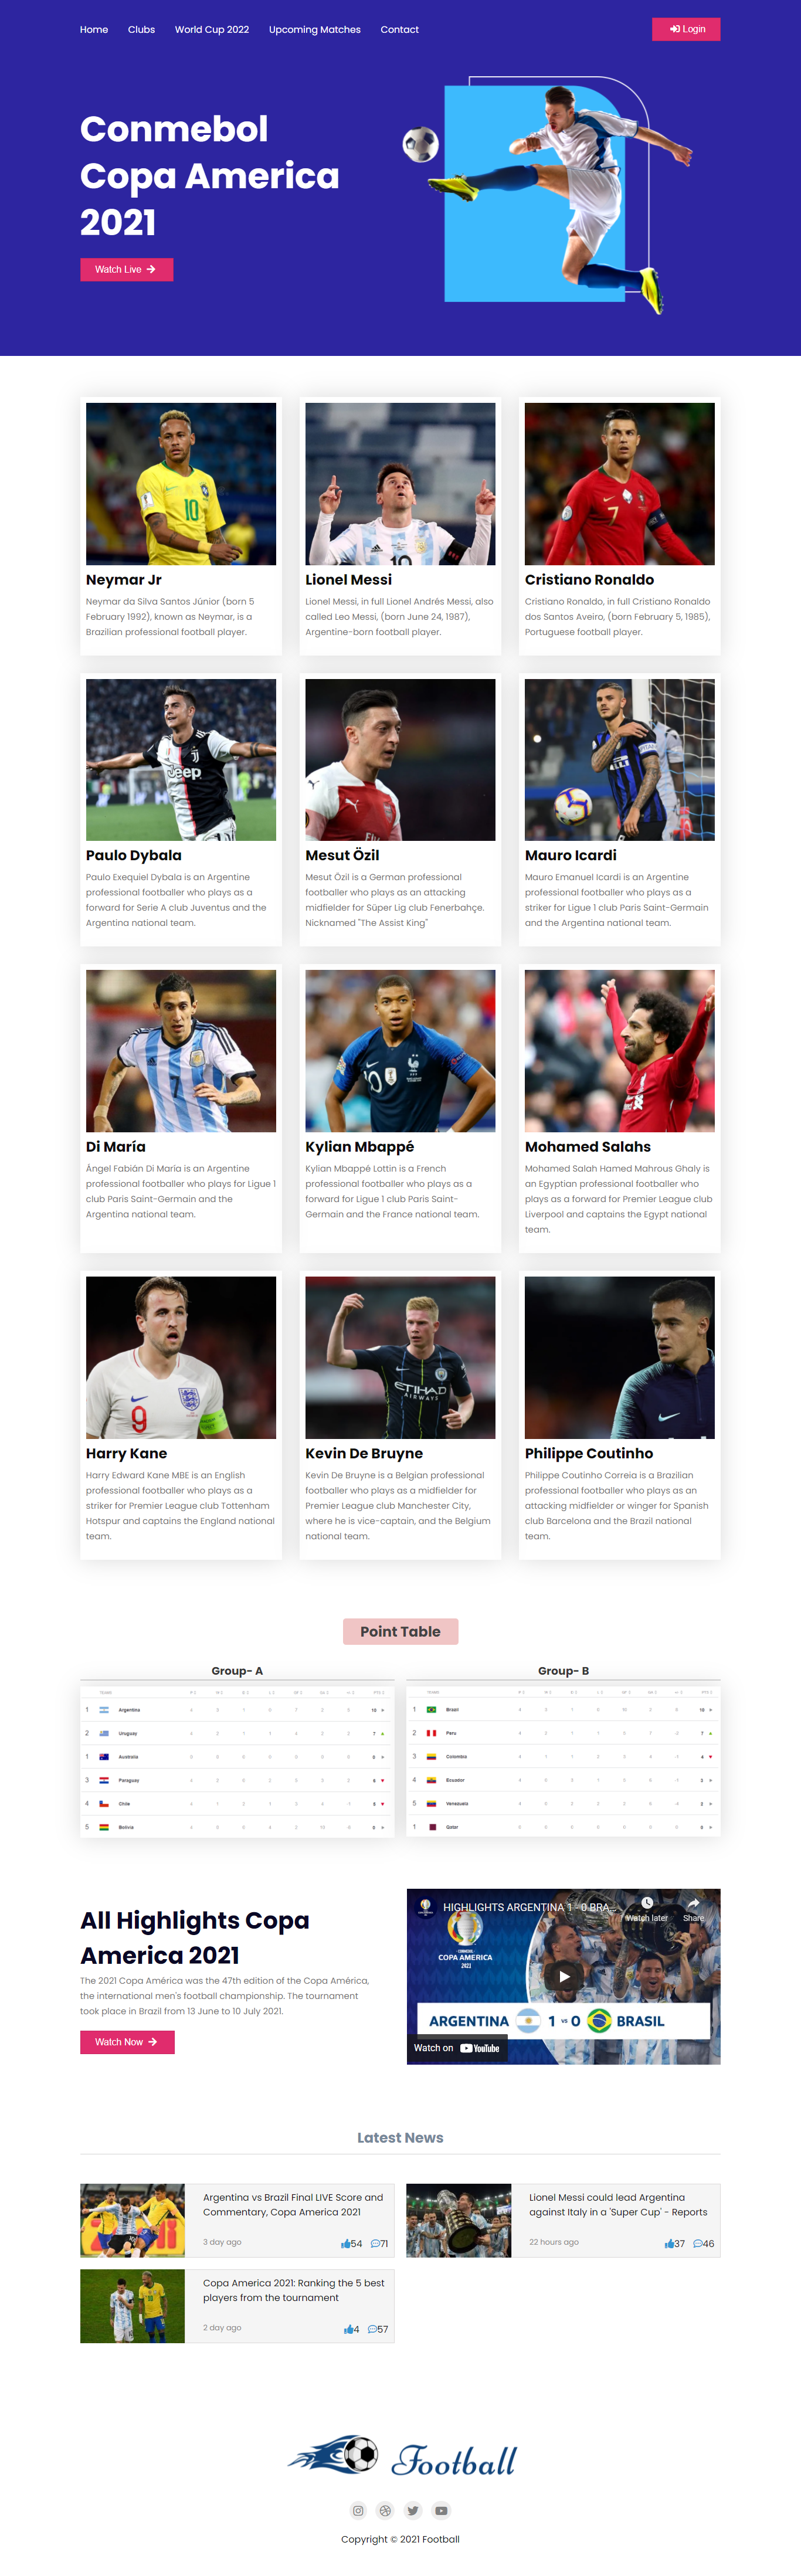 Home Clubs World Cup 2022 Upcoming Matches Contact Login
Conmebol
Copa America
2021
Watch Live
Neymar Jr
Neymar da Silva Santos Júnior (born 5
February 1992), known as Neymar, is a
Brazilian professional football player.
Lionel Messi
Lionel Messi, in full Lionel Andrés Messi, also
called Leo Messi, (born June 24, 1987),
Argentine-born football player.
Cristiano Ronaldo
Cristiano Ronaldo, in full Cristiano Ronaldo
dos Santos Aveiro, (born February 5, 1985),
Portuguese football player.
Jeep
Paulo Dybala
Paulo Exequiel Dybala is an Argentine
professional footballer who plays as a
forward for Serie A club Juventus and the
Argentina national team.
Mesut Özil
Mesut Özil is a German professional
footballer who plays as an attacking
midfielder for Süper Lig club Fenerbahçe.
Nicknamed "The Assist King"
Mauro Icardi
Mauro Emanuel Icardi is an Argentine
professional footballer who plays as a
striker for Ligue 1 club Paris Saint-Germain
and the Argentina national team.
Di María
Ángel Fabián Di María is an Argentine
professional footballer who plays for Ligue 1
club Paris Saint-Germain and the
Argentina national team.
Kylian Mbappé
Kylian Mbappé Lottin is a French
professional footballer who plays as a
forward for Ligue 1 club Paris Saint-
Germain and the France national team.
Mohamed Salahs
Mohamed Salah Hamed Mahrous Ghaly is
an Egyptian professional footballer who
plays as a forward for Premier League club
Liverpool and captains the Egypt national
team.
9
Harry Kane
Harry Edward Kane MBE is an English
professional footballer who plays as a
striker for Premier League club Tottenham
Hotspur and captains the England national
team.
ETIHAD
AIRWAYS
Kevin De Bruyne
Kevin De Bruyne is a Belgian professional
footballer who plays as a midfielder for
Premier League club Manchester City,
where he is vice-captain, and the Belgium
national team.
Philippe Coutinho
Philippe Coutinho Correia is a Brazilian
professional footballer who plays as an
attacking midfielder or winger for Spanish
club Barcelona and the Brazil national
team.
Point Table
Group- A
1 Argentina 10
2 Uruguay 7
1 Australia
3 Paraguay
4 Chile
5 Bolivia
Group- B
1 Brazil 10
2 Peru 7
3 Colombia 4
4 Ecuador
5 Venezuela
1 Qatar
All Highlights Copa
America 2021
The 2021 Copa América was the 47th edition of the Copa América,
the international men's football championship. The tournament
took place in Brazil from 13 June to 10 July 2021.
Watch Now
HIGHLIGHTS ARGENTINA 1 - 0 BRA...
Watch later Share
COPA AMERICA
2021
ARGENTINA 1 VS 0 BRASIL
Watch on YouTube
Latest News
Argentina vs Brazil Final LIVE Score and
Commentary, Copa America 2021
3 day ago 54 71
Lionel Messi could lead Argentina
against Italy in a 'Super Cup' - Reports
22 hours ago 37 46
Copa America 2021: Ranking the 5 best
players from the tournament
2 day ago 4 57
Football
Copyright © 2021 Football